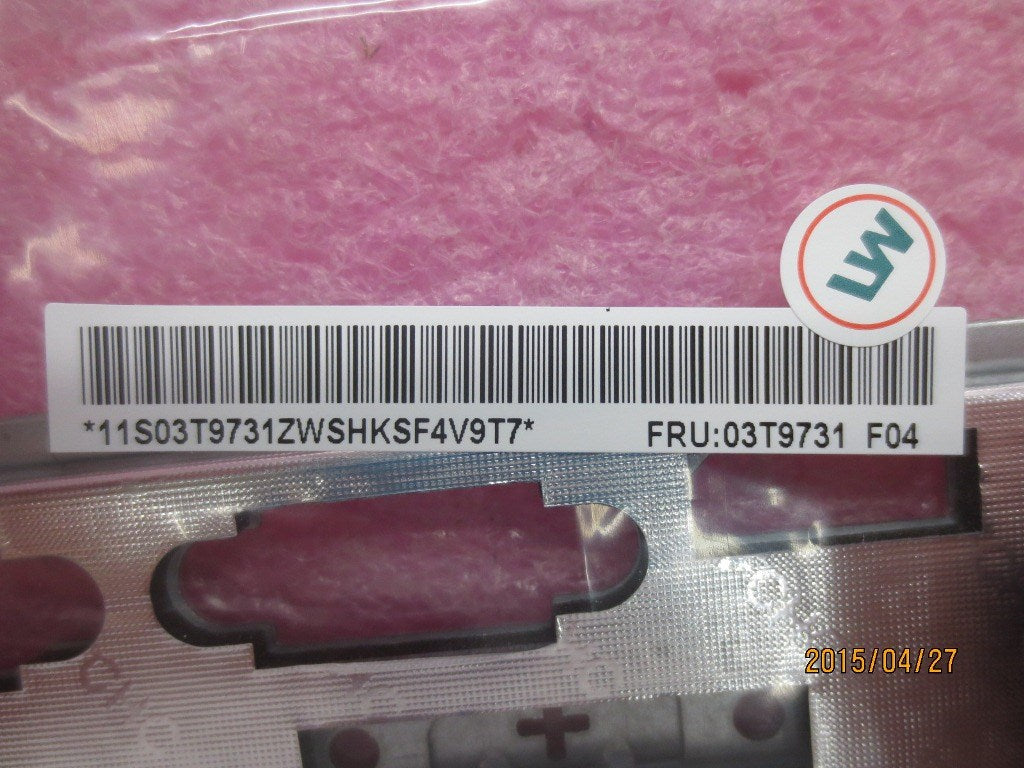 LW
*11S03T9731ZWSHKSF4V9T7*
FRU:03T9731 F04
2015/04/27